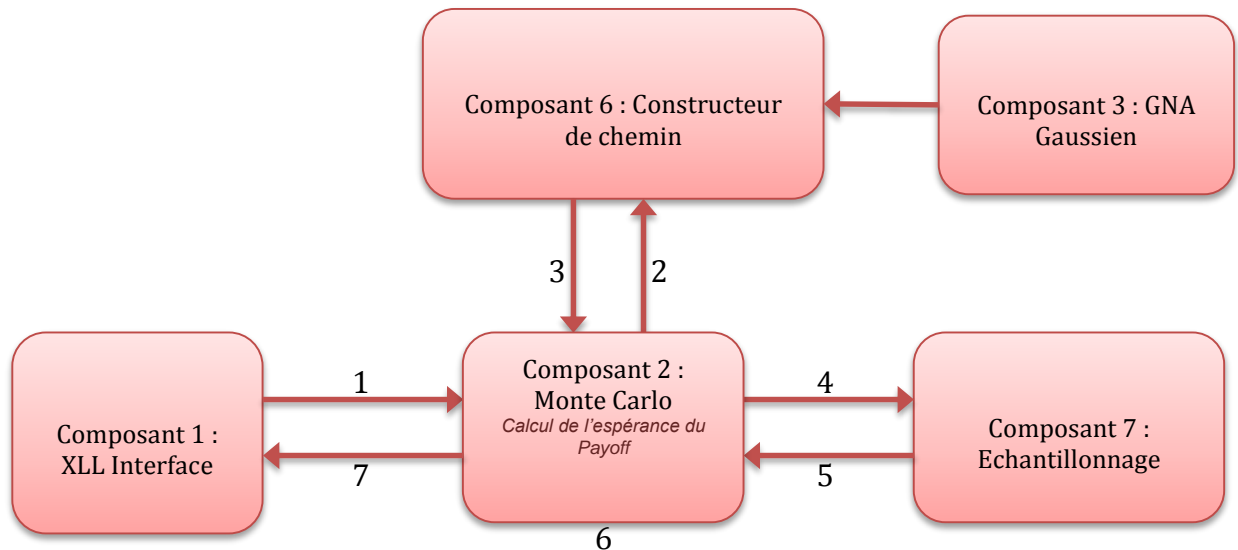 Composant 6 : Constructeur
de chemin
Composant 3 : GNA
Gaussien
3
2
Composant 1 :
XLL Interface
1
7
Composant 2 :
Monte Carlo
Calcul de l'espérance du
Payoff
6
4
5
Composant 7 :
Echantillonnage